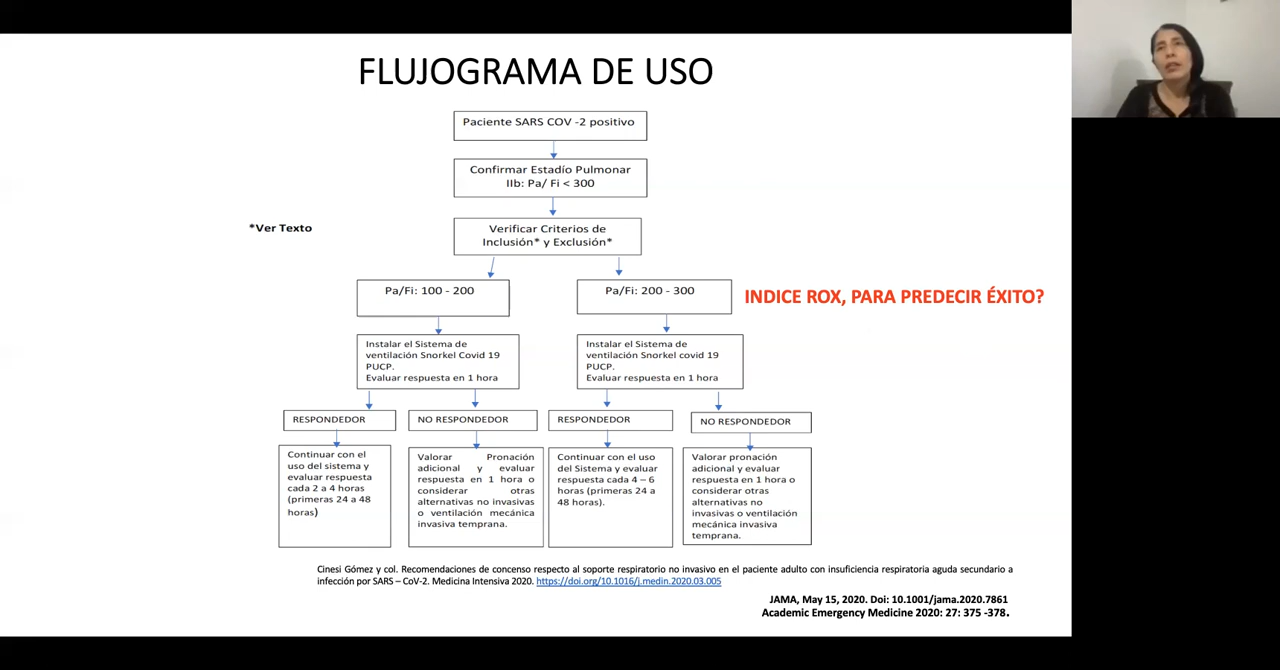 FLUJOGRAMA DE USO
Paciente SARS COV -2 positivo
Confirmar Estadío Pulmonar
IIb: Pa/ Fi < 300
*Ver Texto
Verificar Criterios de
Inclusión* y Exclusión*
Pa/Fi: 100 - 200
Pa/Fi: 200 - 300
INDICE ROX, PARA PREDECIR ÉXITO?
Instalar el Sistema de
ventilación Snorkel Covid 19
PUCP.
Evaluar respuesta en 1 hora
Instalar el Sistema de
ventilación Snorkel covid 19
PUCP.
Evaluar respuesta en 1 hora
RESPONDEDOR
NO RESPONDEDOR
RESPONDEDOR
NO RESPONDEDOR
Continuar con el
uso del sistema y
evaluar respuesta
cada 2 a 4 horas
(primeras 24 a 48
horas)
Valorar Pronación
adicional y evaluar
respuesta en 1 hora o
considerar otras
alternativas no invasivas
o ventilación mecánica
invasiva temprana.
Continuar con el uso
del Sistema y evaluar
respuesta cada 4 – 6
horas (primeras 24 a
48 horas).
Valorar pronación
adicional y evaluar
respuesta en 1 hora o
considerar otras
alternativas no
invasivas o ventilación
mecánica invasiva
temprana.
Cinesi Gómez y col. Recomendaciones de concenso respecto al soporte respiratorio no invasivo en el paciente adulto con insuficiencia respiratoria aguda secundario a
infección por SARS – CoV-2. Medicina Intensiva 2020. https://doi.org/10.1016/j.medin.2020.03.005
JAMA, May 15, 2020. Doi: 10.1001/jama.2020.7861
Academic Emergency Medicine 2020: 27: 375 -378.